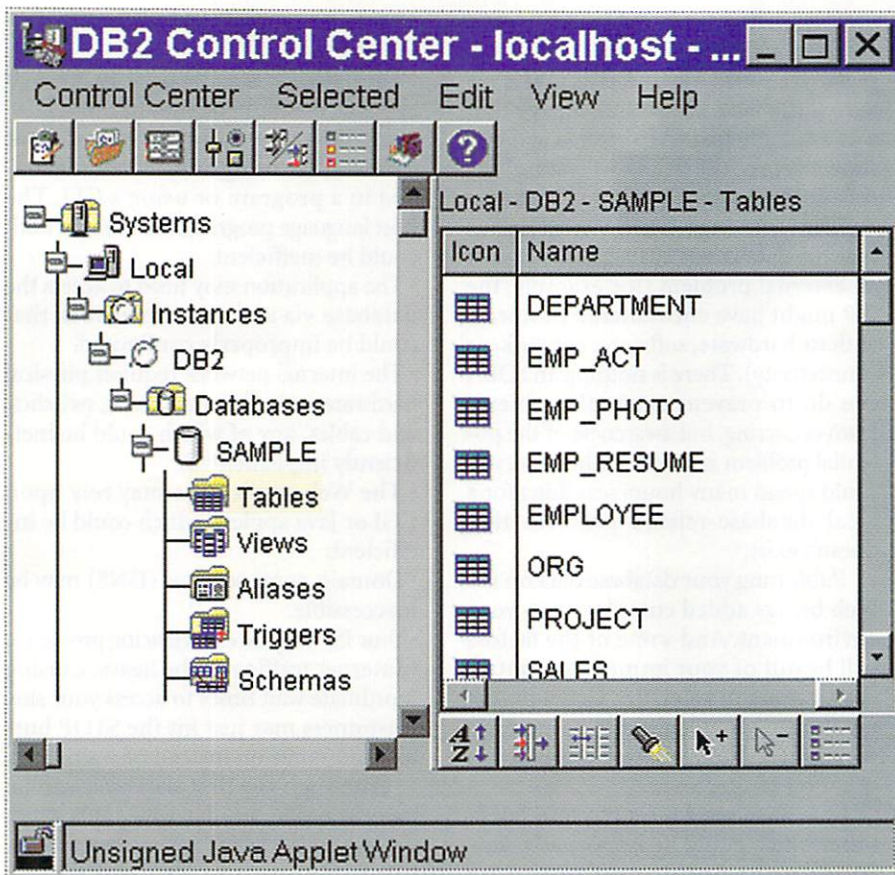 DB2 Control Center - localhost - ...
Control Center Selected Edit View Help
Systems
Local
Instances
DB2
Databases
SAMPLE
Tables
Views
Aliases
Triggers
Schemas
Local - DB2 - SAMPLE - Tables
Icon Name
DEPARTMENT
EMP_ACT
EMP_PHOTO
EMP_RESUME
EMPLOYEE
ORG
PROJECT
SALES
A
Z
Unsigned Java Applet Window